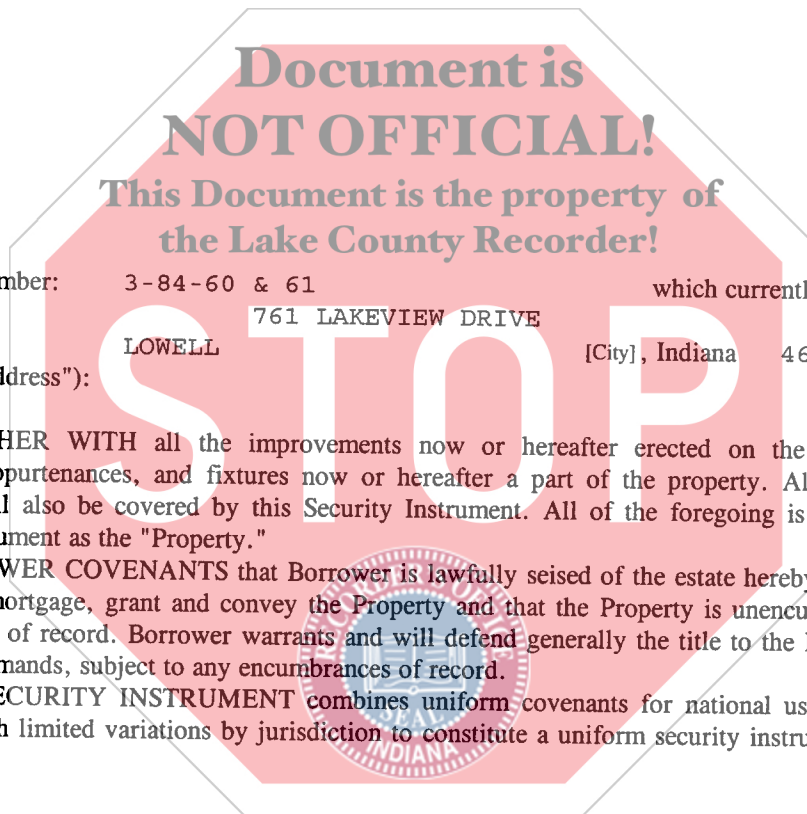 Document is
NOT OFFICIAL!
This Document is the property of
the Lake County Recorder!
mber: 3-84-60 & 61 which currentl
761 LAKEVIEW DRIVE
LOWELL [City], Indiana 46
ldress"):
STOP
HER WITH all the improvements now or hereafter erected on the
ppurtenances, and fixtures now or hereafter a part of the property. Al
l also be covered by this Security Instrument. All of the foregoing is
ument as the "Property."
WER COVENANTS that Borrower is lawfully seised of the estate hereby
nortgage, grant and convey the Property and that the Property is unencu
of record. Borrower warrants and will defend generally the title to the
mands, subject to any encumbrances of record.
ECURITY INSTRUMENT combines uniform covenants for national us
h limited variations by jurisdiction to constitute a uniform security instru
SEAL
INDIANA